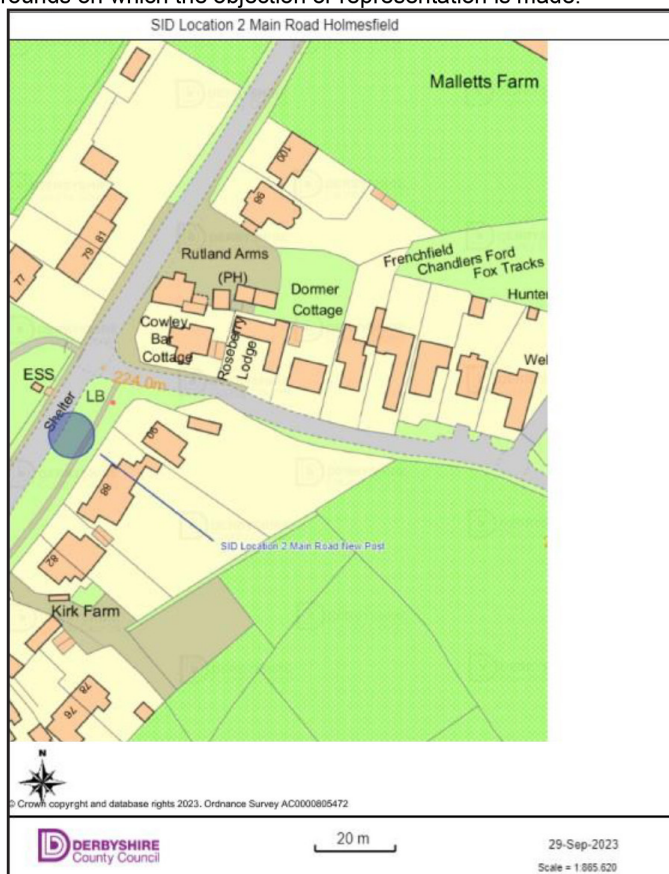 rounds on which the objection or representation is made.
SID Location 2 Main Road Holmesfield
Malletts Farm
100
98
79 81
77
Rutland Arms
(PH)
Frenchfield
Chandlers Ford
Fox Tracks
Dormer
Cottage
Hunter
Cowley
Bar
Cottage
Roseberry
Lodge
Wel
ESS
224.0m
LB
Shelter
90
88
SID Location 2 Main Road New Post
82
Kirk Farm
78
76
N
© Crown copyrght and database rights 2023. Ordnance Survey AC0000805472
DERBYSHIRE
County Council
20 m
29-Sep-2023
Scale = 1:865.620